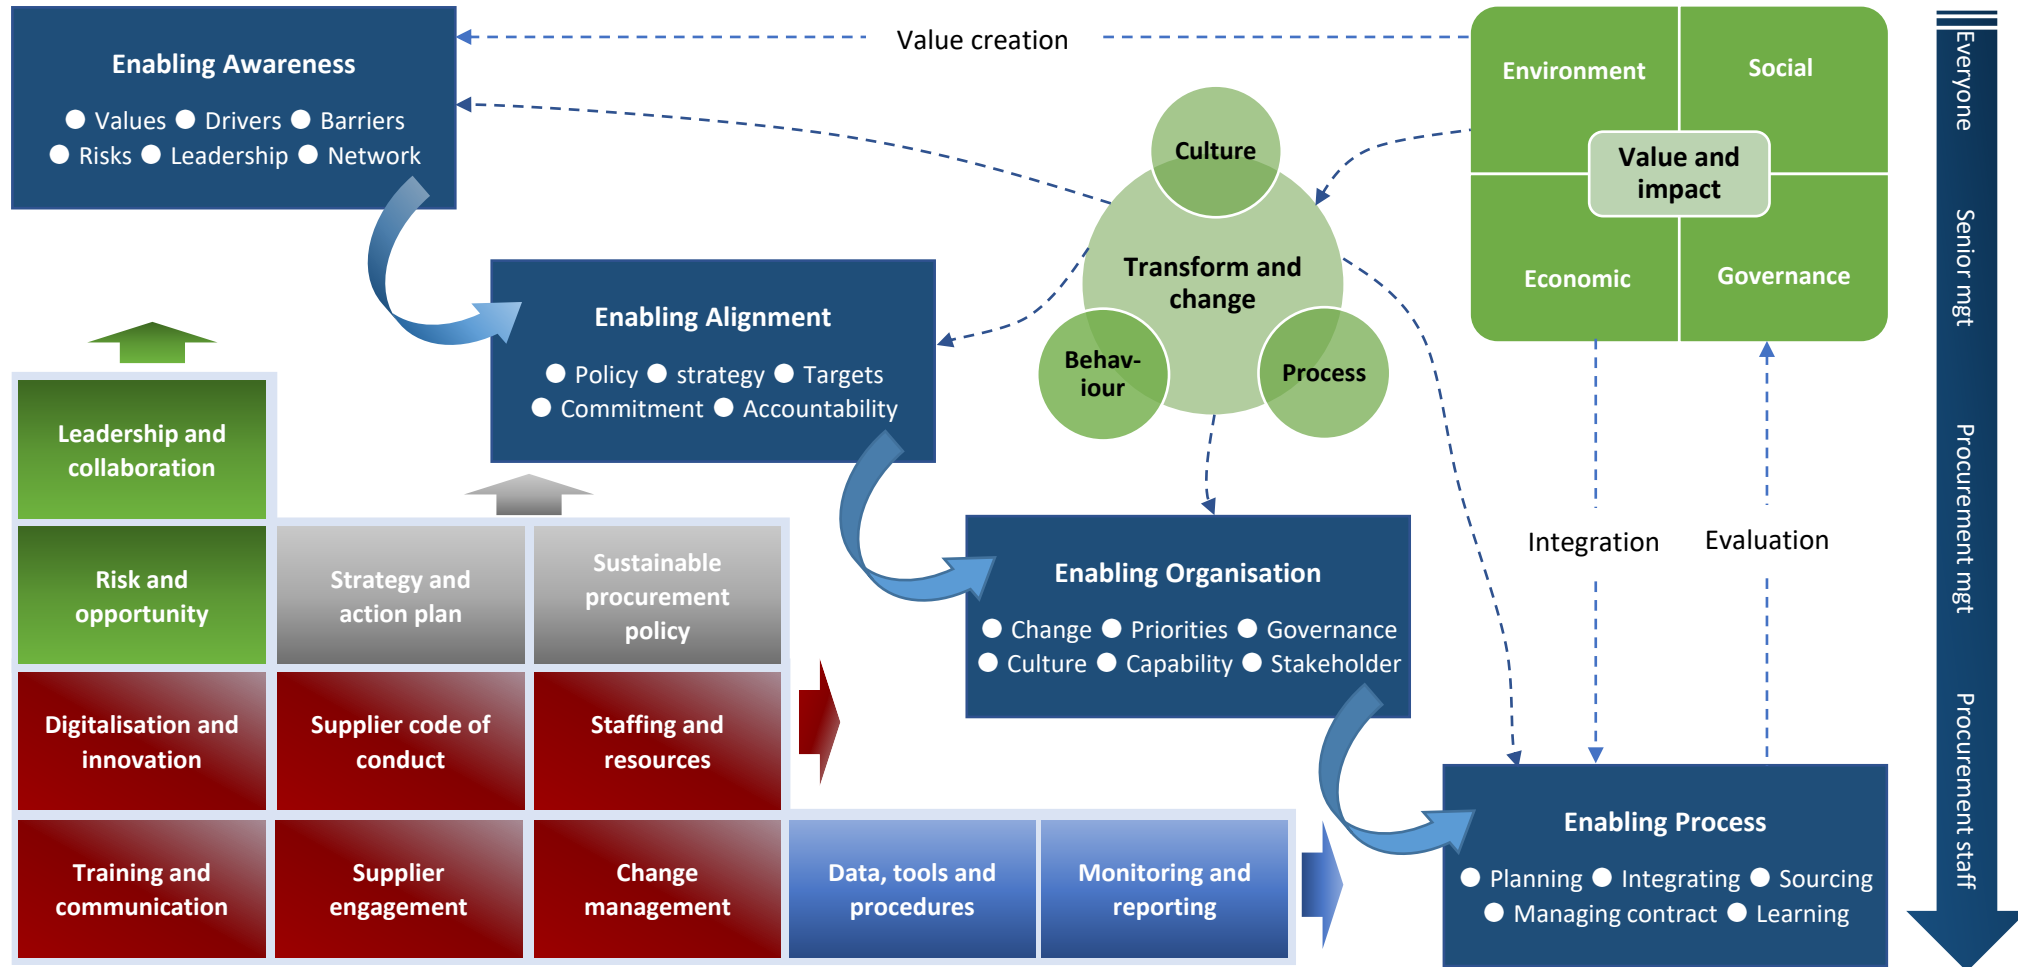 Enabling Awareness
● Values ● Drivers ● Barriers
● Risks ● Leadership ● Network
Value creation
Culture
Transform and
change
Behav-
iour
Process
Environment
Social
Value and
impact
Economic
Governance
Everyone
Senior mgt
Procurement mgt
Procurement staff
Enabling Alignment
● Policy ● strategy ● Targets
● Commitment ● Accountability
Integration
Evaluation
Enabling Organisation
● Change ● Priorities ● Governance
● Culture ● Capability ● Stakeholder
Enabling Process
● Planning ● Integrating ● Sourcing
● Managing contract ● Learning
Leadership and
collaboration
Risk and
opportunity
Strategy and
action plan
Sustainable
procurement
policy
Digitalisation and
innovation
Supplier code of
conduct
Staffing and
resources
Training and
communication
Supplier
engagement
Change
management
Data, tools and
procedures
Monitoring and
reporting